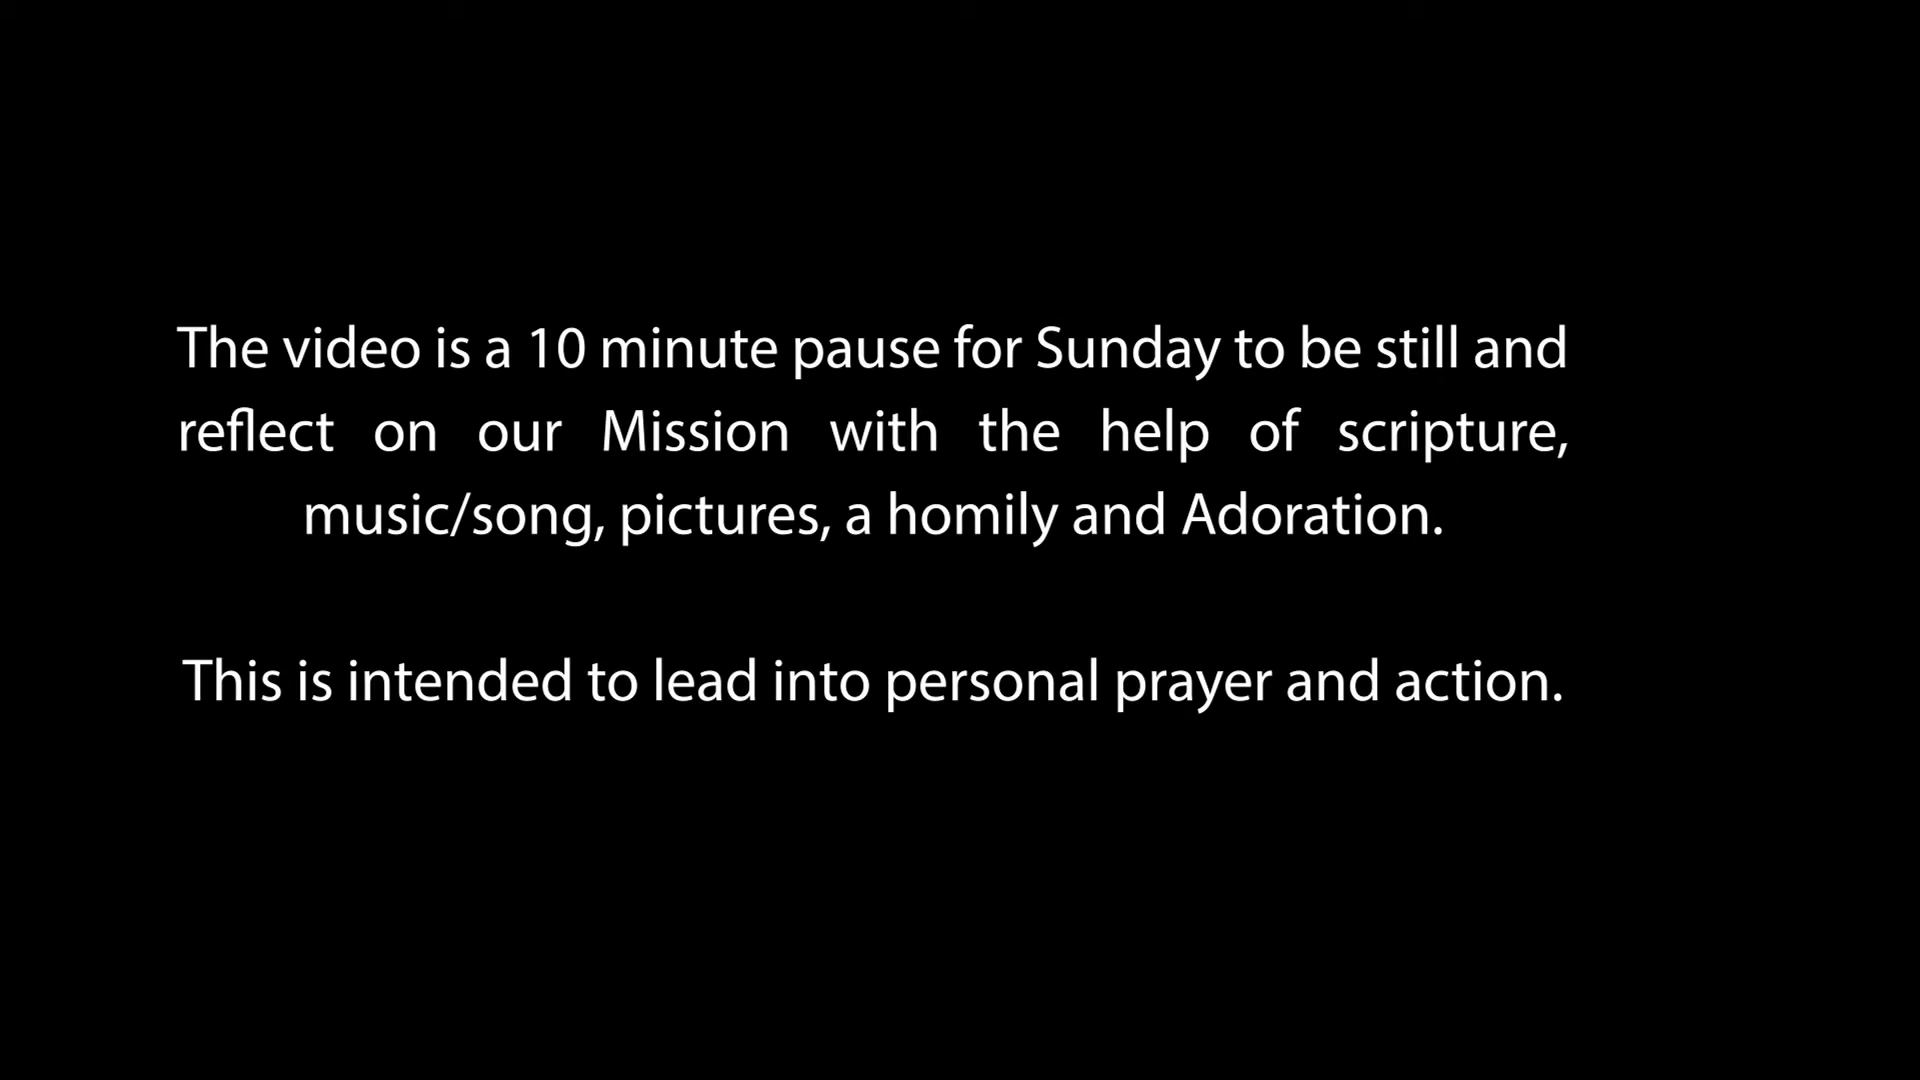 The video is a 10 minute pause for Sunday to be still and
reflect on our Mission with the help of scripture,
music/song, pictures, a homily and Adoration.
This is intended to lead into personal prayer and action.